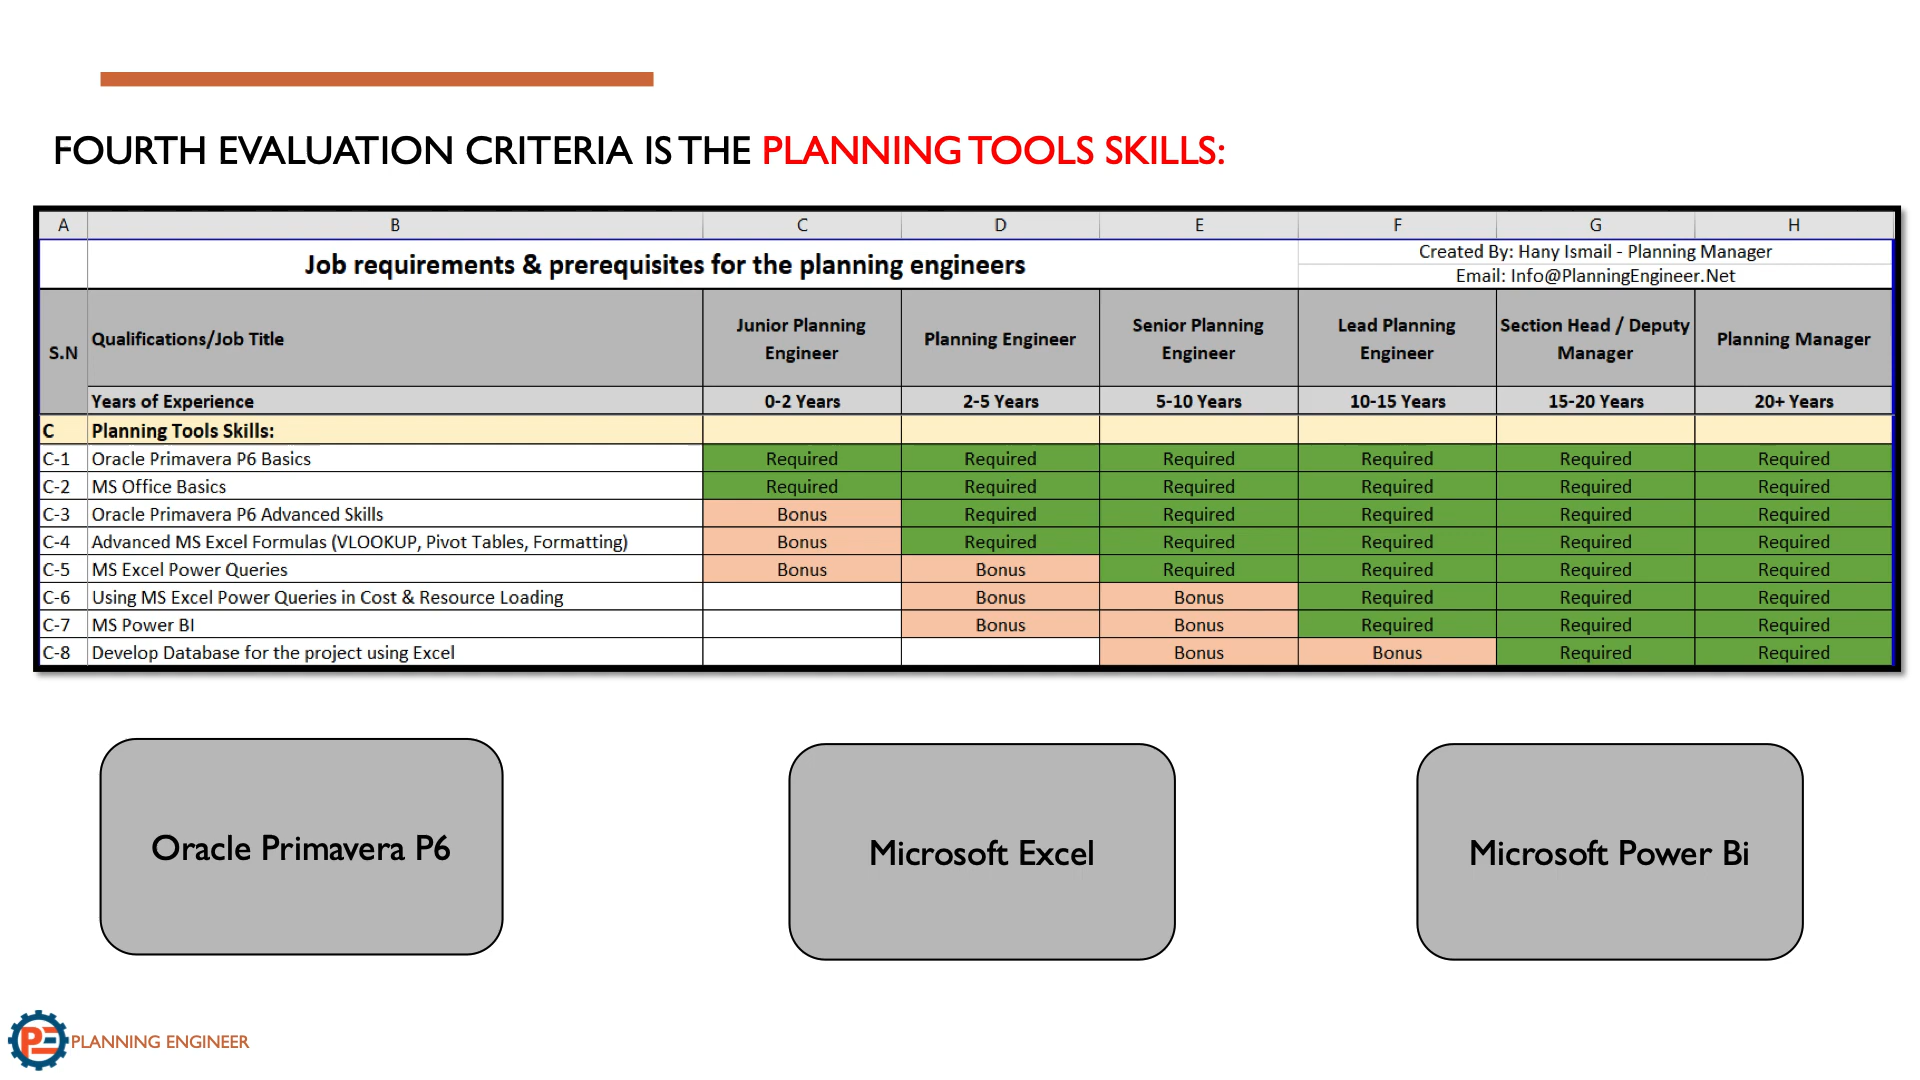 FOURTH EVALUATION CRITERIA IS THE PLANNING TOOLS SKILLS:
A B C D E F G H
Job requirements & prerequisites for the planning engineers
Created By: Hany Ismail - Planning Manager
Email: Info@PlanningEngineer.Net
S.N Qualifications/Job Title Junior Planning Engineer Planning Engineer Senior Planning Engineer Lead Planning Engineer Section Head / Deputy Manager Planning Manager
Years of Experience 0-2 Years 2-5 Years 5-10 Years 10-15 Years 15-20 Years 20+ Years
C Planning Tools Skills:
C-1 Oracle Primavera P6 Basics Required Required Required Required Required Required
C-2 MS Office Basics Required Required Required Required Required Required
C-3 Oracle Primavera P6 Advanced Skills Bonus Required Required Required Required Required
C-4 Advanced MS Excel Formulas (VLOOKUP, Pivot Tables, Formatting) Bonus Required Required Required Required Required
C-5 MS Excel Power Queries Bonus Bonus Required Required Required Required
C-6 Using MS Excel Power Queries in Cost & Resource Loading Bonus Bonus Required Required Required
C-7 MS Power BI Bonus Bonus Required Required Required
C-8 Develop Database for the project using Excel Bonus Bonus Required Required
Oracle Primavera P6
Microsoft Excel
Microsoft Power Bi
PE PLANNING ENGINEER